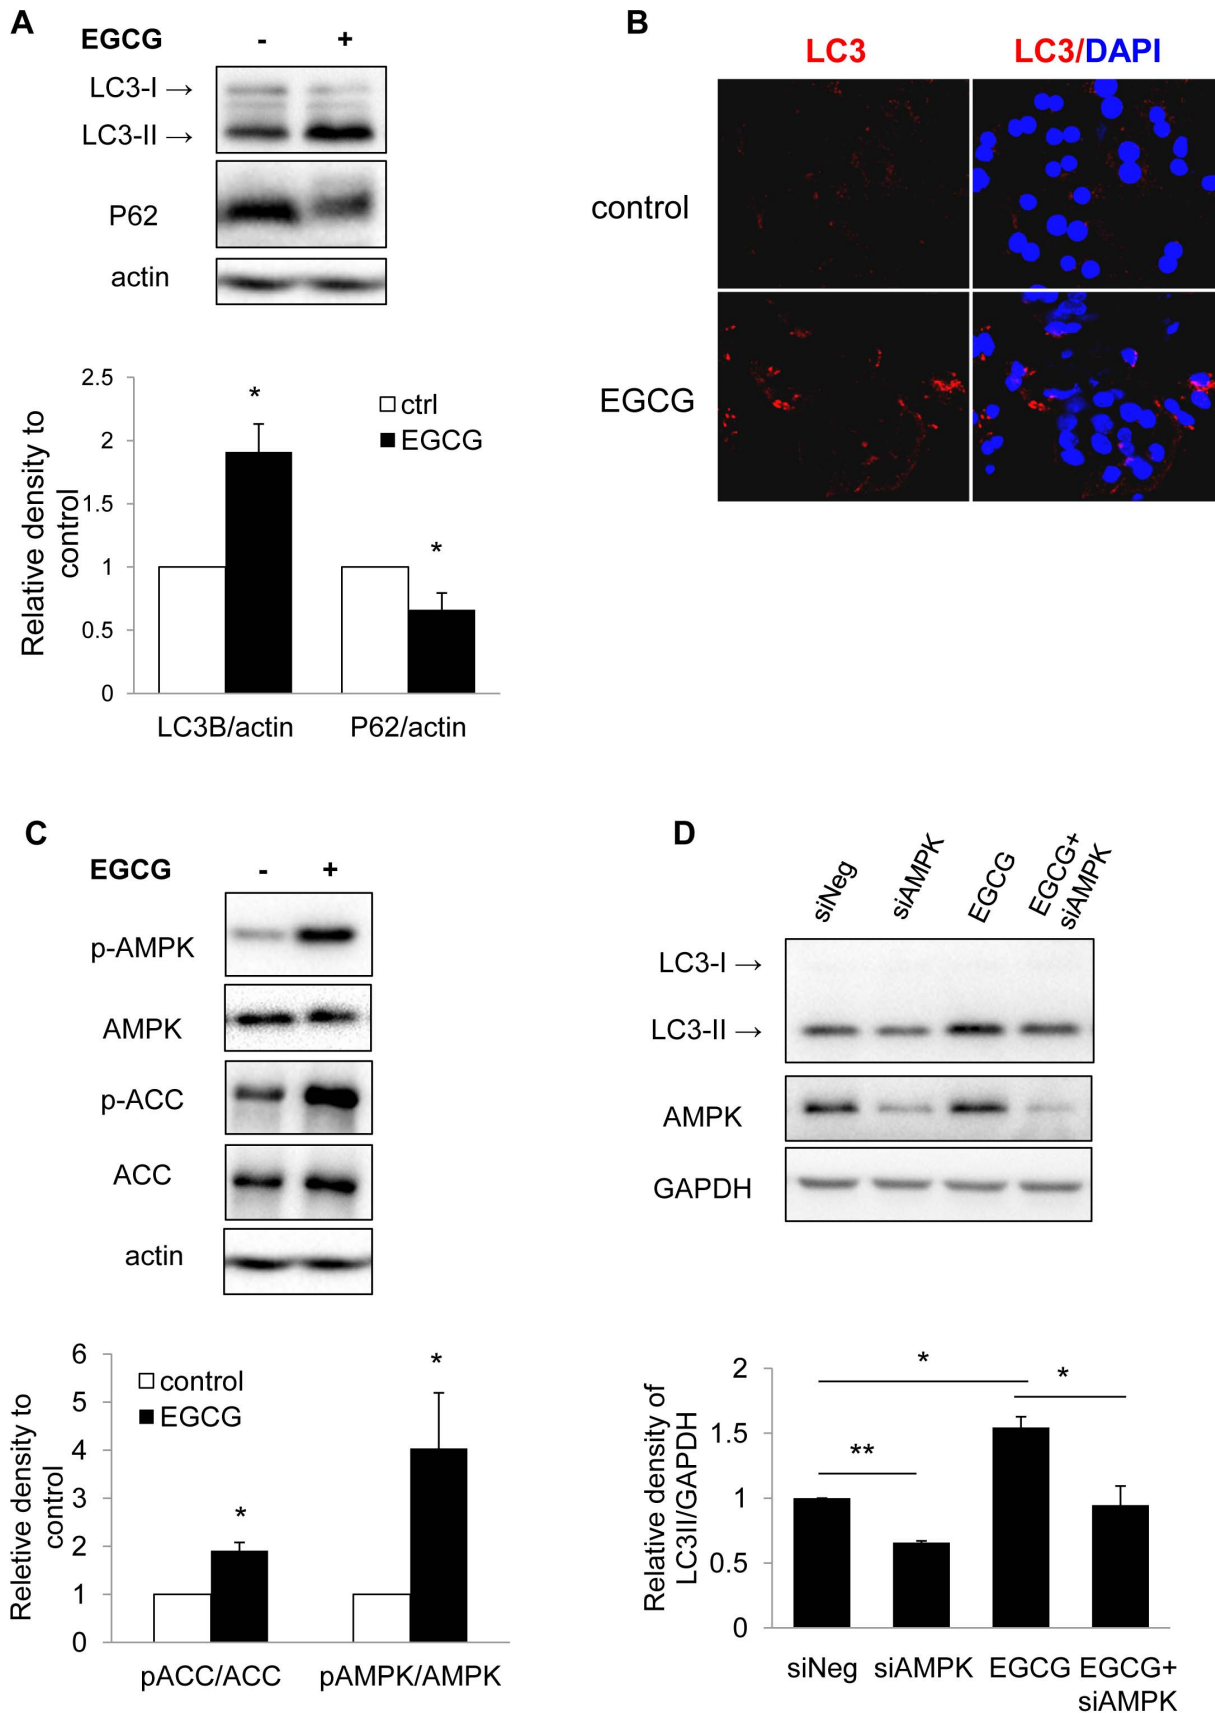 A
EGCG - +
LC3-I →
LC3-II →
P62
actin
Relative density to
control
2.5
2
1.5
1
0.5
0
*
*
ctrl
EGCG
LC3B/actin P62/actin
B
LC3 LC3/DAPI
control
EGCG
C
EGCG - +
p-AMPK
AMPK
p-ACC
ACC
actin
Reletive density to
control
6
5
4
3
2
1
0
control
EGCG
*
*
pACC/ACC pAMPK/AMPK
D
siNeg
siAMPK
EGCG
EGCG+
siAMPK
LC3-I →
LC3-II →
AMPK
GAPDH
Relative density of
LC3II/GAPDH
2
1.5
1
0.5
0
*
*
**
siNeg siAMPK EGCG EGCG+
siAMPK